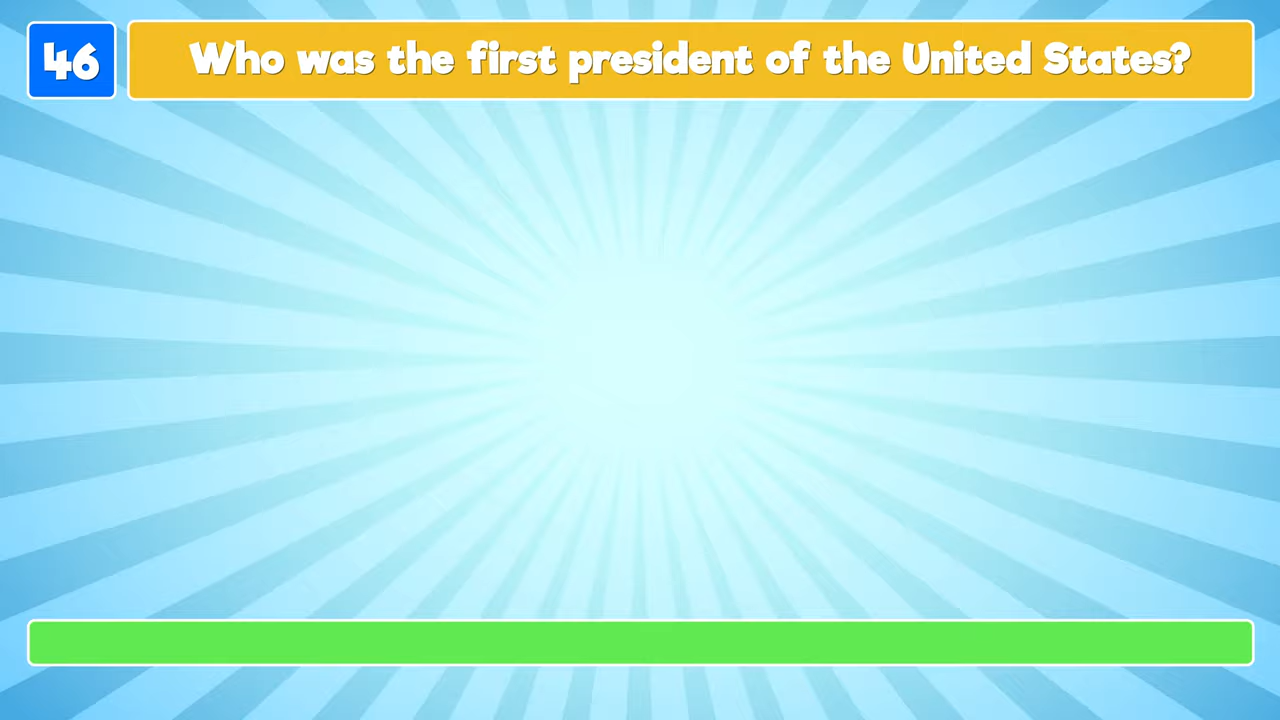 46
Who was the first president of the United States?